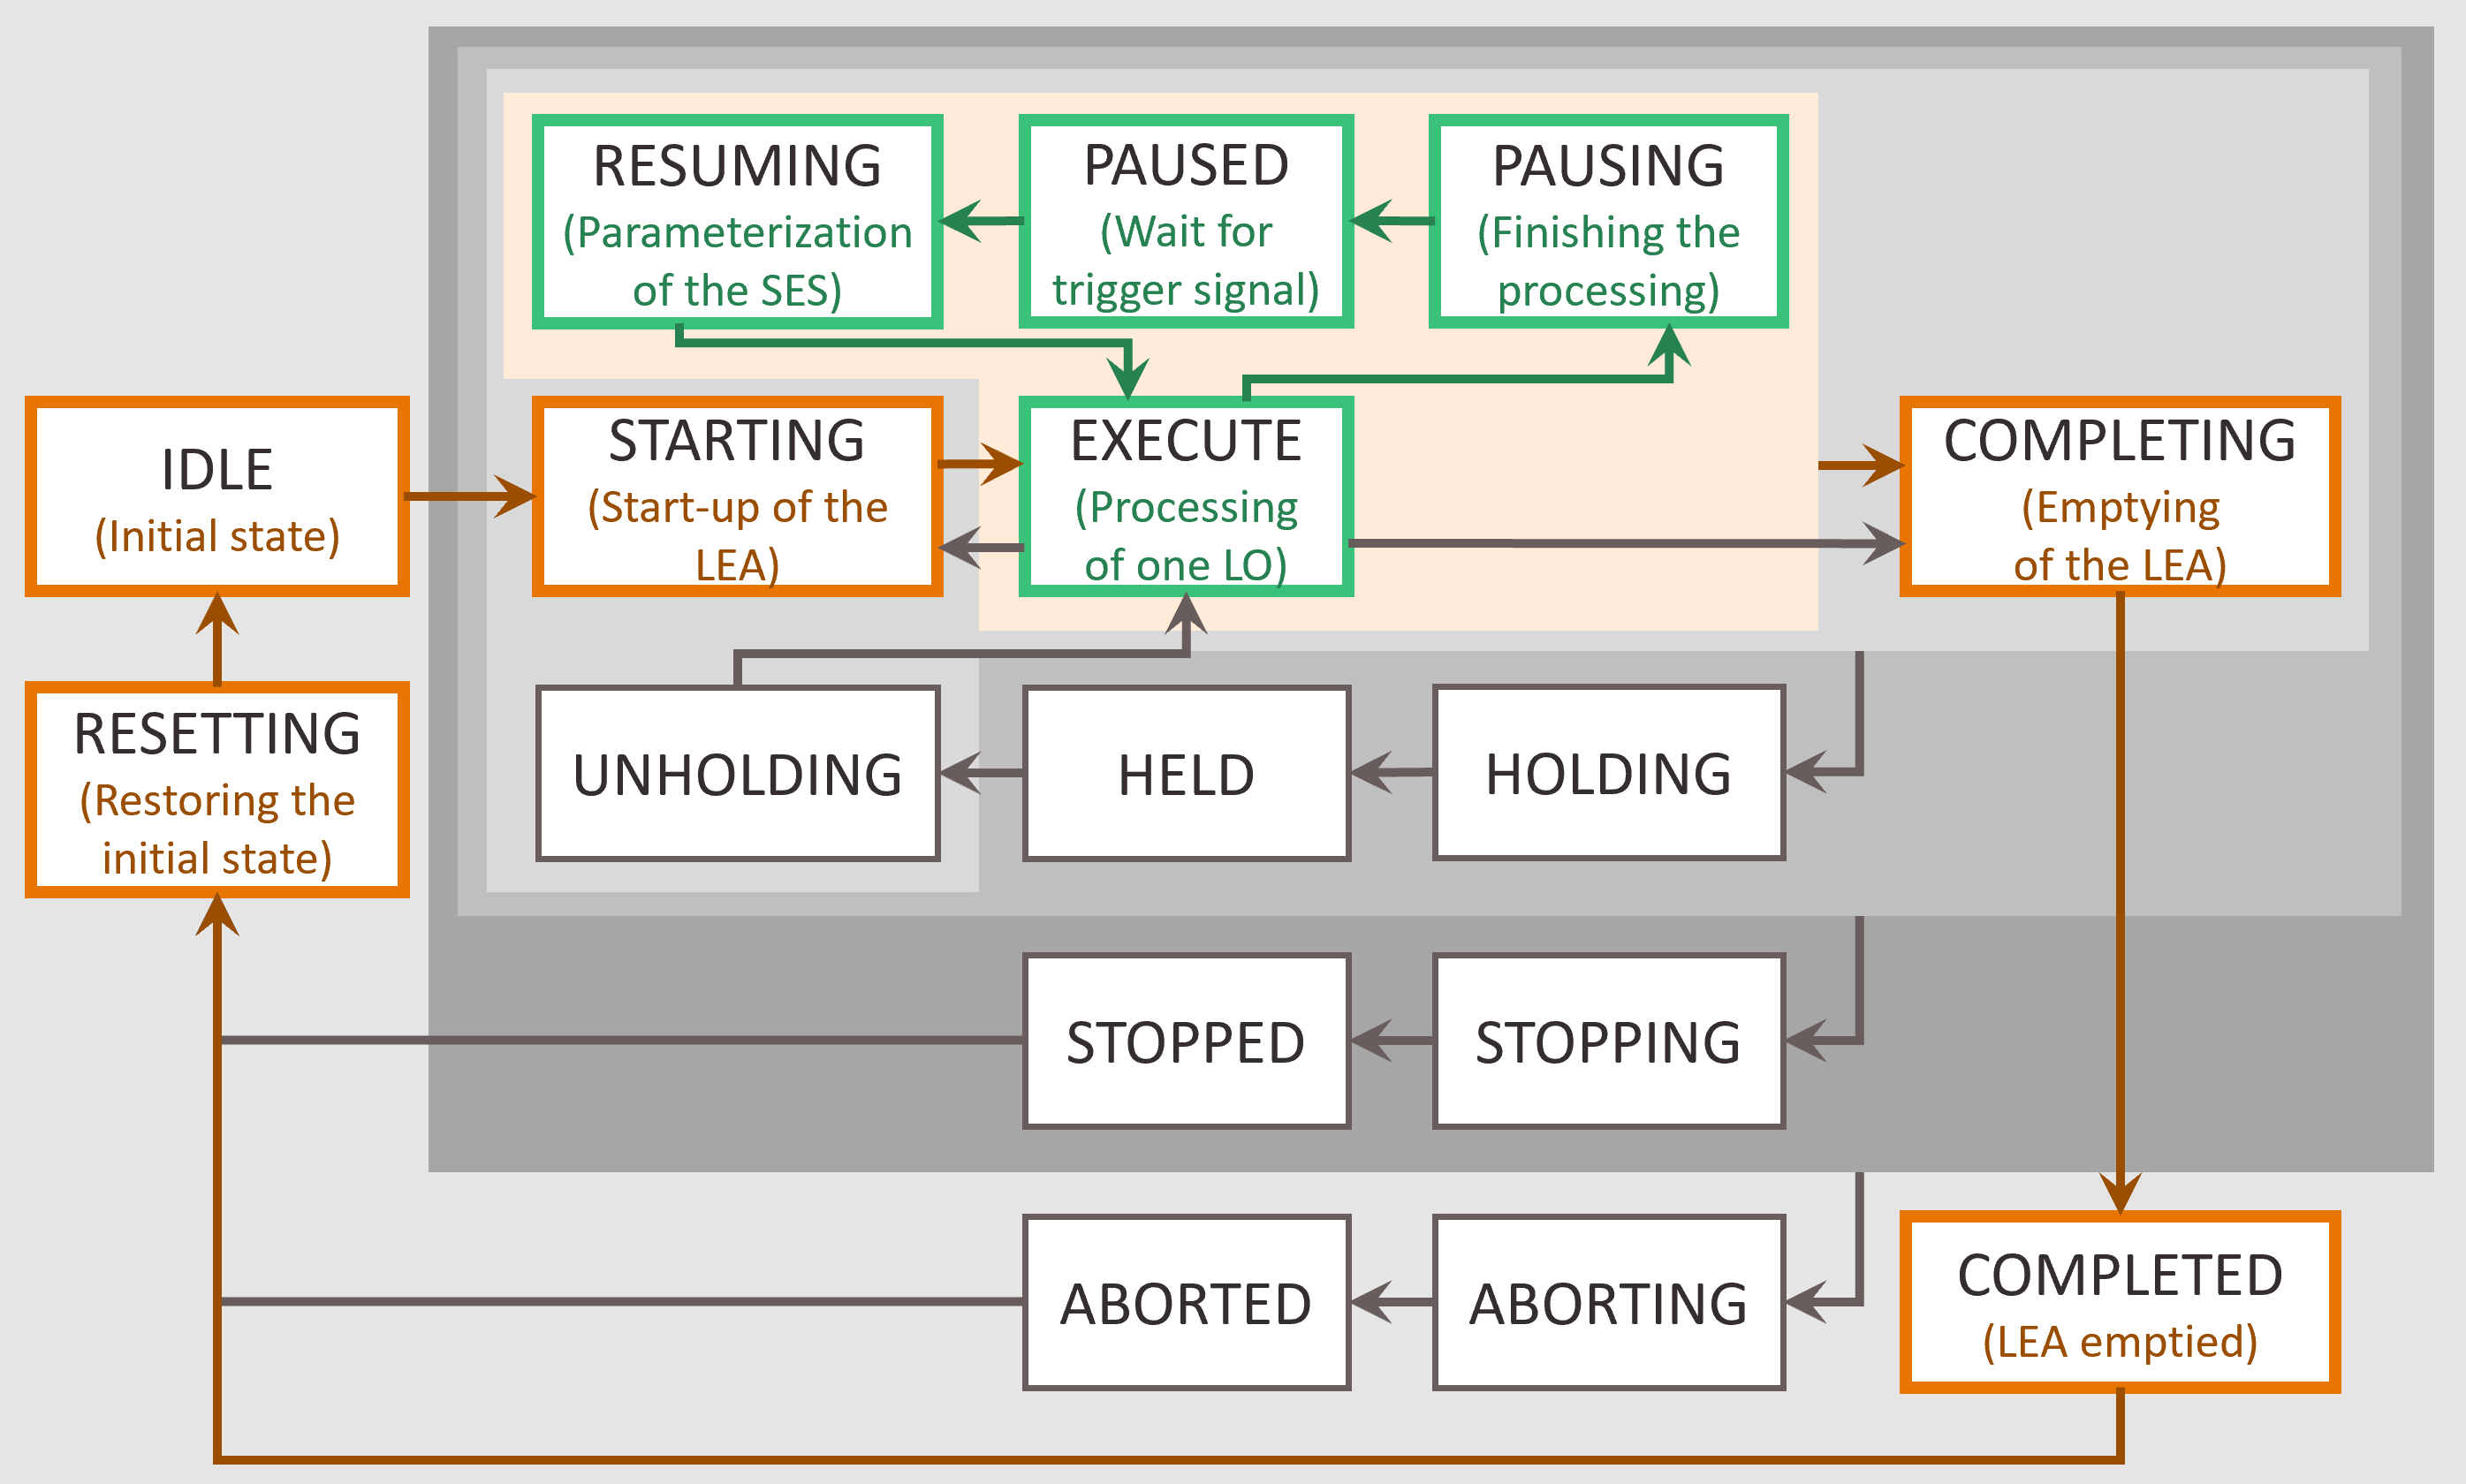 RESUMING
(Parameterization
of the SES)
PAUSED
(Wait for
trigger signal)
PAUSING
(Finishing the
processing)
IDLE
(Initial state)
STARTING
(Start-up of the
LEA)
EXECUTE
(Processing
of one LO)
COMPLETING
(Emptying
of the LEA)
RESETTING
(Restoring the
initial state)
UNHOLDING
HELD
HOLDING
STOPPED
STOPPING
ABORTED
ABORTING
COMPLETED
(LEA emptied)